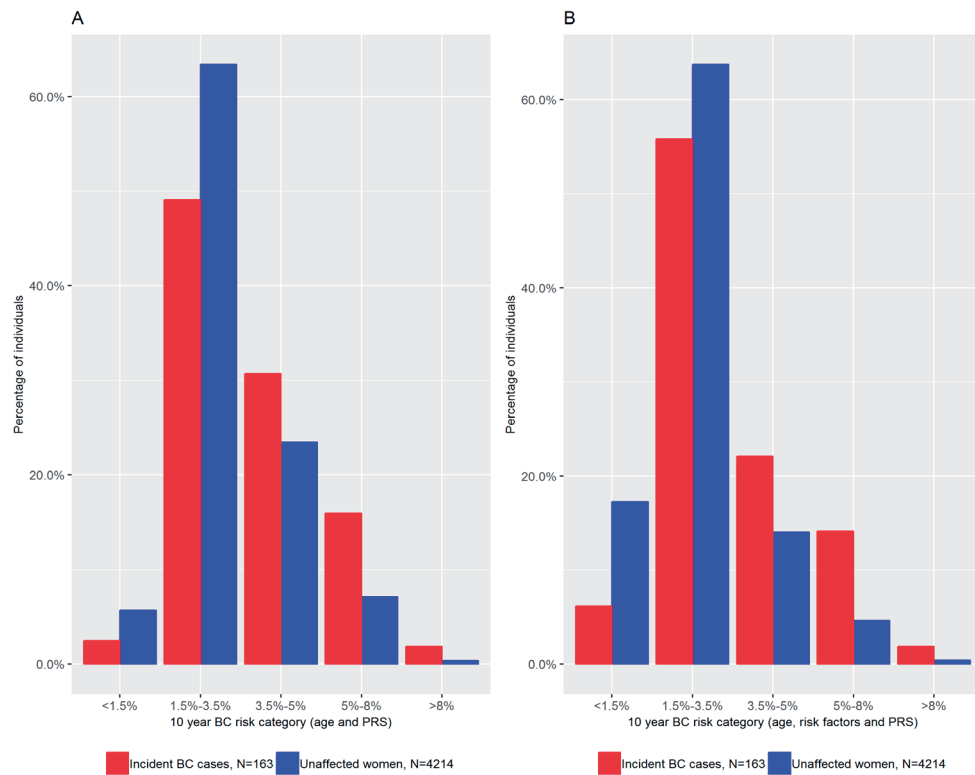 A
B
60.0%
40.0%
20.0%
0.0%
Percentage of individuals
<1.5%
1.5%-3.5%
3.5%-5%
5%-8%
>8%
10 year BC risk category (age and PRS)
Incident BC cases, N=163 Unaffected women, N=4214
60.0%
40.0%
20.0%
0.0%
Percentage of individuals
<1.5%
1.5%-3.5%
3.5%-5%
5%-8%
>8%
10 year BC risk category (age, risk factors and PRS)
Incident BC cases, N=163 Unaffected women, N=4214